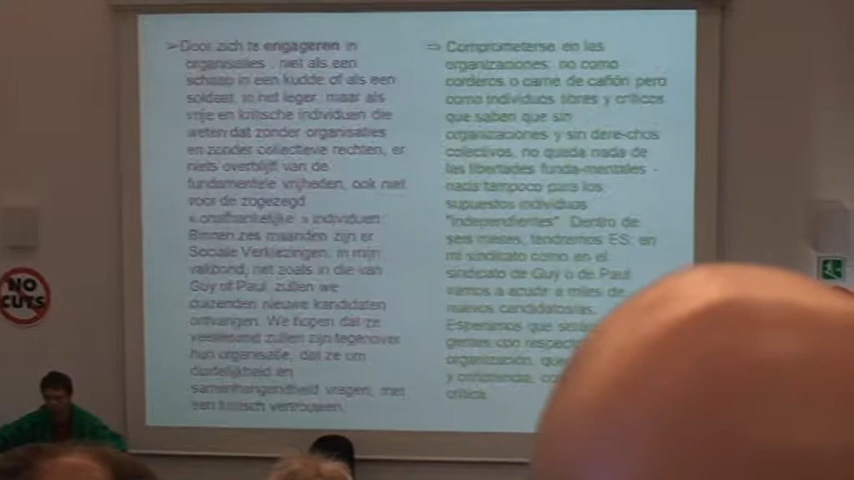 ➢Door zich te engageren in
organisaties , niet als een
schaap in een kudde of als een
soldaat in het leger, maar als
vrije en kritische individuen die
weten dat zonder organisaties
en zonder collectieve rechten, er
niets overblijft van de
fundamentele vrijheden, ook niet
voor de zogezegd
« onafhankelijke » individuen.
Binnen zes maanden zijn er
Sociale Verkiezingen. In mijn
vakbond, net zoals in die van
Guy of Paul, zullen we
duizenden nieuwe kandidaten
ontvangen. We hopen dat ze
veeleisend zullen zijn tegenover
hun organisatie, dat ze er om
duidelijkheid en
samenhangendheid vragen, met
een kritisch vertrouwen.
⇨ Comprometerse en las
organizaciones, no como
corderos o carne de cañón pero
como individuos libres y críticos
que saben que sin
organizaciones y sin dere-chos
colectivos, no queda nada de
las libertades funda-mentales -
nada tampoco para los
supuestos individuos
"independientes". Dentro de
seis meses, tendremos ES; en
mi sindicato como en el
sindicato de Guy o de Paul
vamos a acudir a miles de
nuevos candidatos/as.
Esperamos que
gentes con
organización, que
y coherencia,
crítica.
NO
CUTS